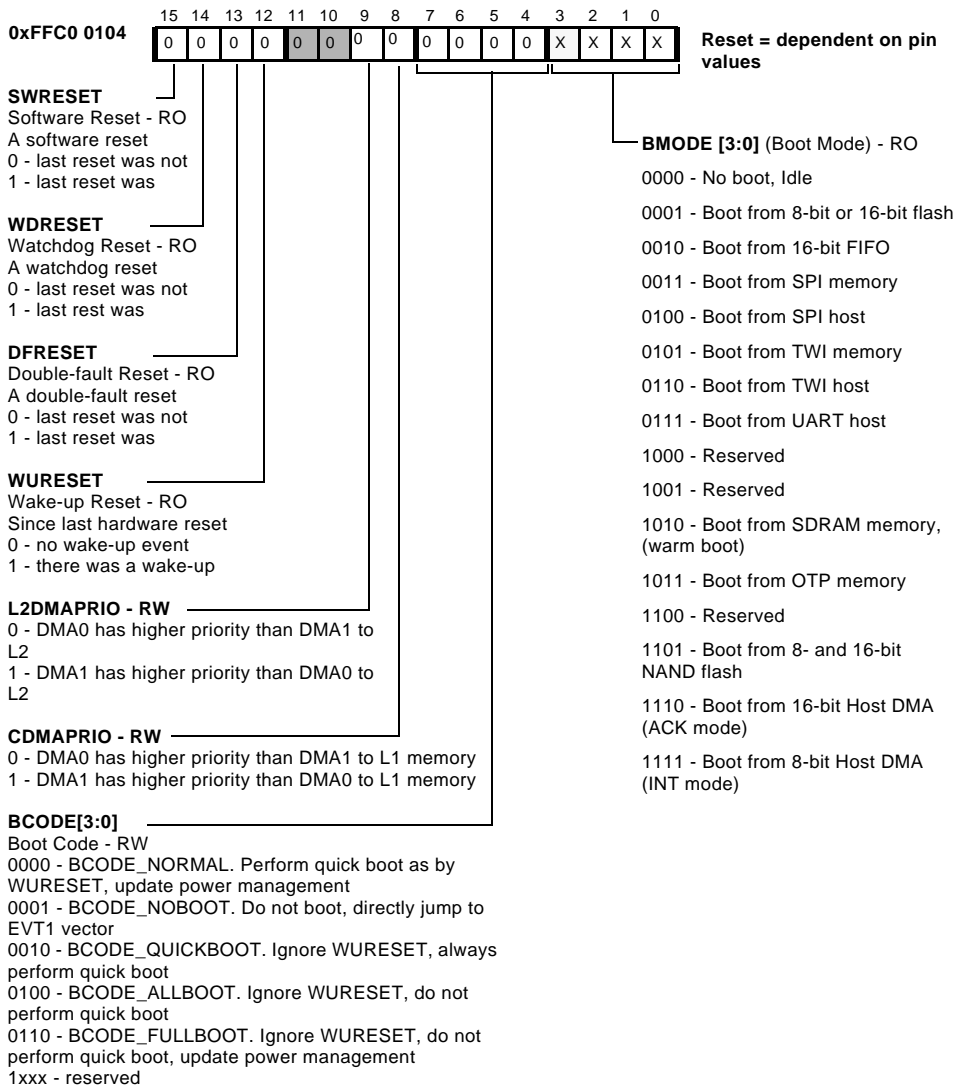 15 14 13 12 11 10 9 8 7 6 5 4 3 2 1 0
0xFFC0 0104
0 0 0 0 0 0 0 0 0 0 0 0 X X X X
Reset = dependent on pin
values
SWRESET
Software Reset - RO
A software reset
0 - last reset was not
1 - last reset was
WDRESET
Watchdog Reset - RO
A watchdog reset
0 - last reset was not
1 - last rest was
DFRESET
Double-fault Reset - RO
A double-fault reset
0 - last reset was not
1 - last reset was
WURESET
Wake-up Reset - RO
Since last hardware reset
0 - no wake-up event
1 - there was a wake-up
L2DMAPRIO - RW
0 - DMA0 has higher priority than DMA1 to
L2
1 - DMA1 has higher priority than DMA0 to
L2
CDMAPRIO - RW
0 - DMA0 has higher priority than DMA1 to L1 memory
1 - DMA1 has higher priority than DMA0 to L1 memory
BCODE[3:0]
Boot Code - RW
0000 - BCODE_NORMAL. Perform quick boot as by
WURESET, update power management
0001 - BCODE_NOBOOT. Do not boot, directly jump to
EVT1 vector
0010 - BCODE_QUICKBOOT. Ignore WURESET, always
perform quick boot
0100 - BCODE_ALLBOOT. Ignore WURESET, do not
perform quick boot
0110 - BCODE_FULLBOOT. Ignore WURESET, do not
perform quick boot, update power management
1xxx - reserved
BMODE [3:0] (Boot Mode) - RO
0000 - No boot, Idle
0001 - Boot from 8-bit or 16-bit flash
0010 - Boot from 16-bit FIFO
0011 - Boot from SPI memory
0100 - Boot from SPI host
0101 - Boot from TWI memory
0110 - Boot from TWI host
0111 - Boot from UART host
1000 - Reserved
1001 - Reserved
1010 - Boot from SDRAM memory,
(warm boot)
1011 - Boot from OTP memory
1100 - Reserved
1101 - Boot from 8- and 16-bit
NAND flash
1110 - Boot from 16-bit Host DMA
(ACK mode)
1111 - Boot from 8-bit Host DMA
(INT mode)